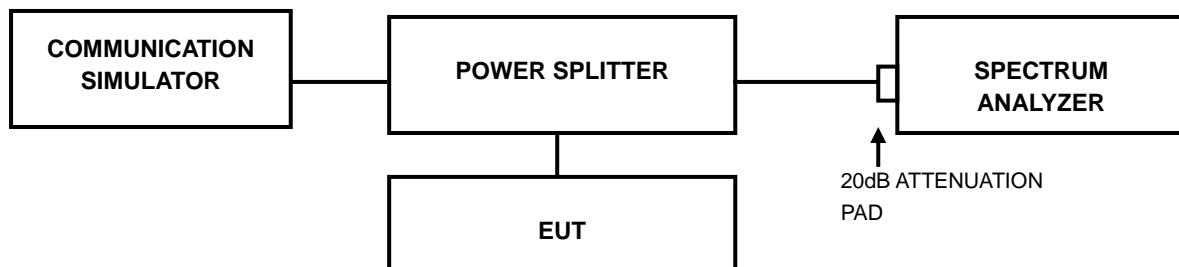 COMMUNICATION
SIMULATOR
POWER SPLITTER
SPECTRUM
ANALYZER
20dB ATTENUATION
PAD
EUT